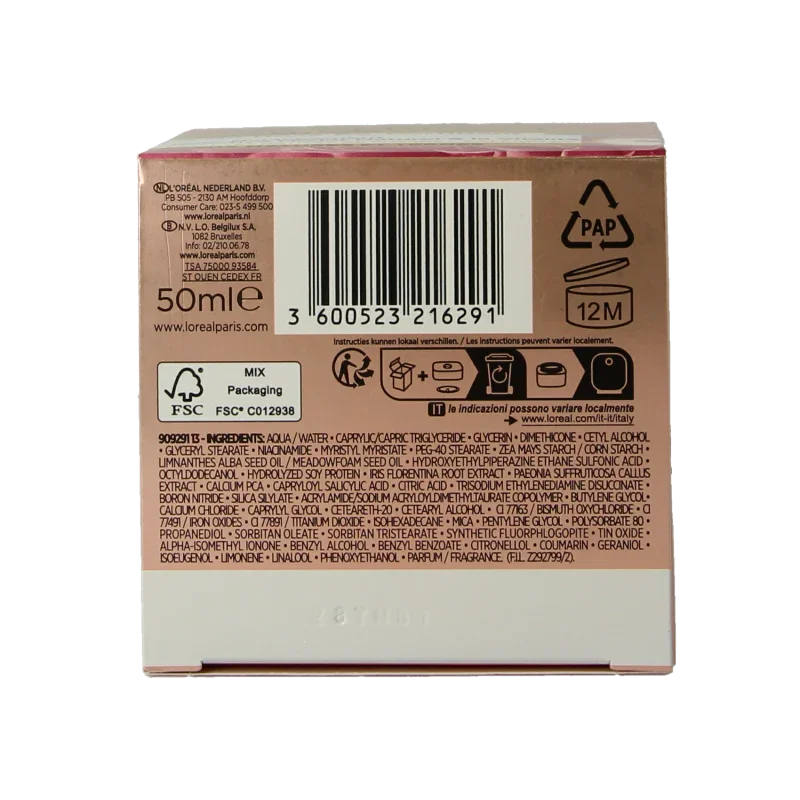 NL L'ORÉAL NEDERLAND B.V.
PB 505 - 2130 AM Hoofddorp
Consumer Care: 023-5 499 500
www.lorealparis.nl
B N.V. L.O. Belgilux S.A,
1082 Bruxelles
Info: 02/210.06.78
www.lorealparis.com
TSA 75000 93584
ST OUEN CEDEX FR
50ml e
www.lorealparis.com
3 600523 216291
PAP
12M
Instructies kunnen lokaal verschillen. / Les instructions peuvent varier localement.
FSC
MIX
Packaging
FSC® C012938
+
IT le indicazioni possono variare localmente
www.loreal.com/it-it/italy
909291 13 - INGREDIENTS: AQUA / WATER • CAPRYLIC/CAPRIC TRIGLYCERIDE • GLYCERIN • DIMETHICONE • CETYL ALCOHOL
• GLYCERYL STEARATE • NIACINAMIDE • MYRISTYL MYRISTATE • PEG-40 STEARATE • ZEA MAYS STARCH / CORN STARCH •
LIMNANTHES ALBA SEED OIL / MEADOWFOAM SEED OIL • HYDROXYETHYLPIPERAZINE ETHANE SULFONIC ACID •
OCTYLDODECANOL • HYDROLYZED SOY PROTEIN • IRIS FLORENTINA ROOT EXTRACT • PAEONIA SUFFRUTICOSA CALLUS
EXTRACT • CALCIUM PCA • CAPRYLOYL SALICYLIC ACID • CITRIC ACID • TRISODIUM ETHYLENEDIAMINE DISUCCINATE •
BORON NITRIDE • SILICA SILYLATE • ACRYLAMIDE/SODIUM ACRYLOYLDIMETHYLTAURATE COPOLYMER • BUTYLENE GLYCOL •
CALCIUM CHLORIDE • CAPRYLYL GLYCOL • CETEARETH-20 • CETEARYL ALCOHOL • CI 77163 / BISMUTH OXYCHLORIDE • CI
77491 / IRON OXIDES • CI 77891 / TITANIUM DIOXIDE • ISOHEXADECANE • MICA • PENTYLENE GLYCOL • POLYSORBATE 80 •
PROPANEDIOL • SORBITAN OLEATE • SORBITAN TRISTEARATE • SYNTHETIC FLUORPHLOGOPITE • TIN OXIDE •
ALPHA-ISOMETHYL IONONE • BENZYL ALCOHOL • BENZYL BENZOATE • CITRONELLOL • COUMARIN • GERANIOL •
ISOEUGENOL • LIMONENE • LINALOOL • PHENOXYETHANOL • PARFUM / FRAGRANCE. (F.I.L. Z292799/2).